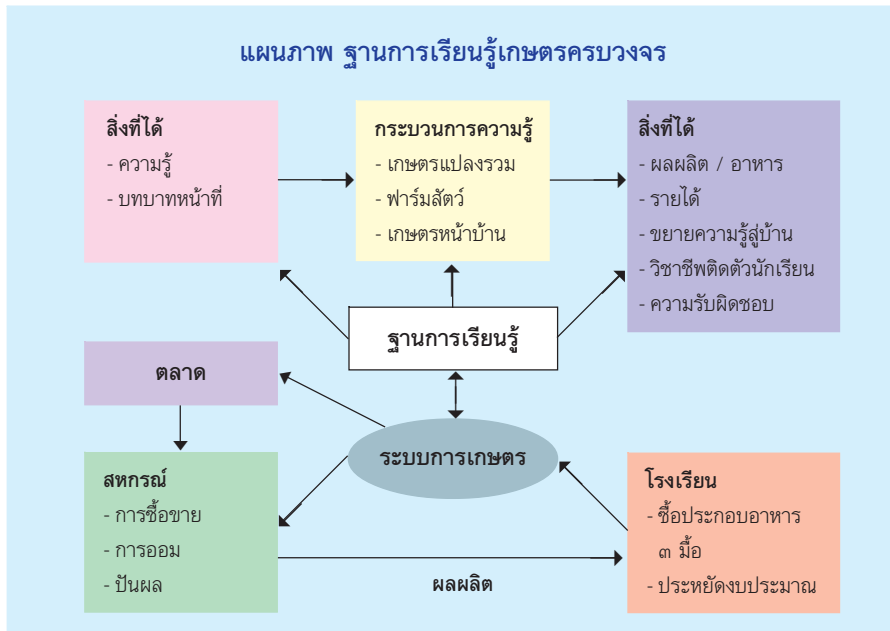 แผนภาพ ฐานการเรียนรู้เกษตรครบวงจร
สิ่งที่ได้
- ความรู้
- บทบาทหน้าที่
กระบวนการความรู้
- เกษตรแปลงรวม
- ฟาร์มสัตว์
- เกษตรหน้าบ้าน
สิ่งที่ได้
- ผลผลิต / อาหาร
- รายได้
- ขยายความรู้สู่บ้าน
- วิชาชีพติดตัวนักเรียน
- ความรับผิดชอบ
ฐานการเรียนรู้
ตลาด
ระบบการเกษตร
สหกรณ์
- การซื้อขาย
- การออม
- ปันผล
ผลผลิต
โรงเรียน
- ซื้อประกอบอาหาร
๓ มื้อ
- ประหยัดงบประมาณ